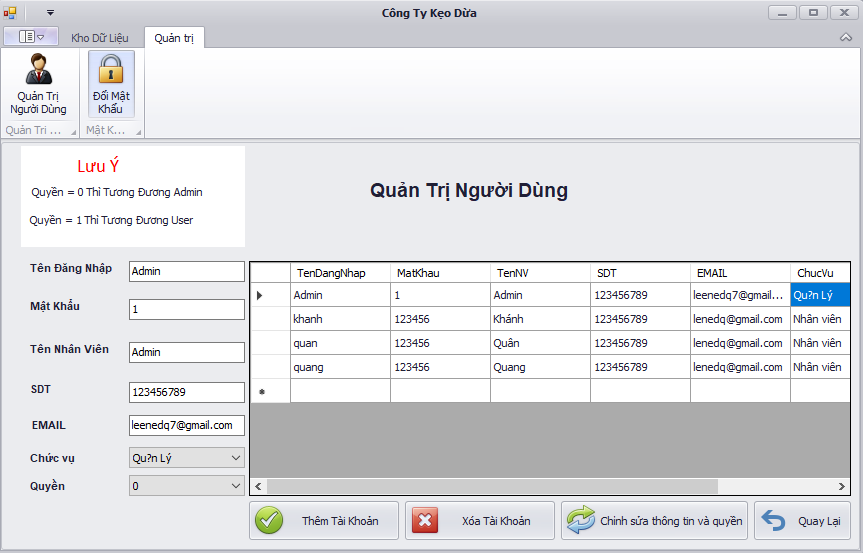 Công Ty Kẹo Dừa
Kho Dữ Liệu
Quản trị
Quản Trị
Người Dùng
Đổi Mật
Khẩu
Quản Tri ...
Mật K...
Lưu Ý
Quyền = 0 Thì Tương Đương Admin
Quyền = 1 Thì Tương Đương User
Quản Trị Người Dùng
Tên Đăng Nhập
Admin
Mật Khẩu
1
Tên Nhân Viên
Admin
SDT
123456789
EMAIL
leenedq7@gmail.com
Chức vụ
Qu?n Lý
Quyền
0
TenDangNhap MatKhau TenNV SDT EMAIL ChucVu
Admin 1 Admin 123456789 leenedq7@gmail... Qu?n Lý
khanh 123456 Khánh 123456789 lenedq@gmail.com Nhân viên
quan 123456 Quân 123456789 lenedq@gmail.com Nhân viên
quang 123456 Quang 123456789 lenedq@gmail.com Nhân viên
Thêm Tài Khoản
Xóa Tài Khoản
Chỉnh sửa thông tin và quyền
Quay Lại